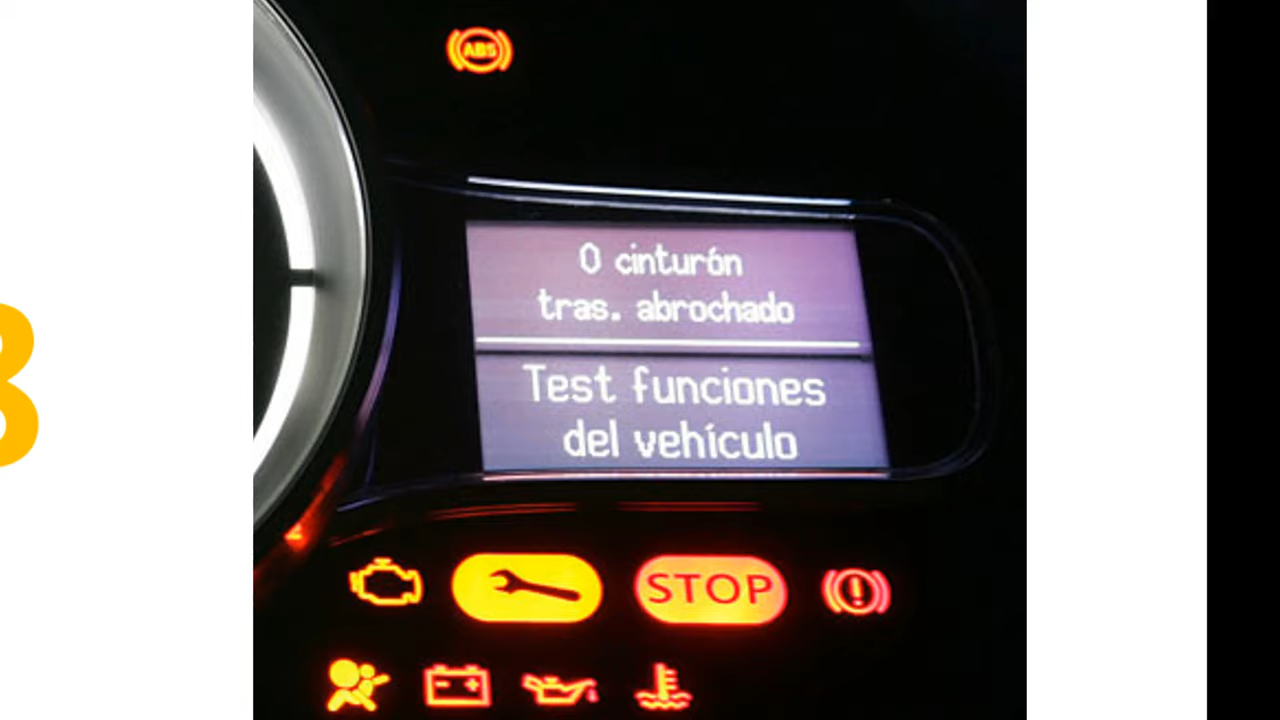 ABS
0 cinturón
tras. abrochado
Test funciones
del vehículo
STOP